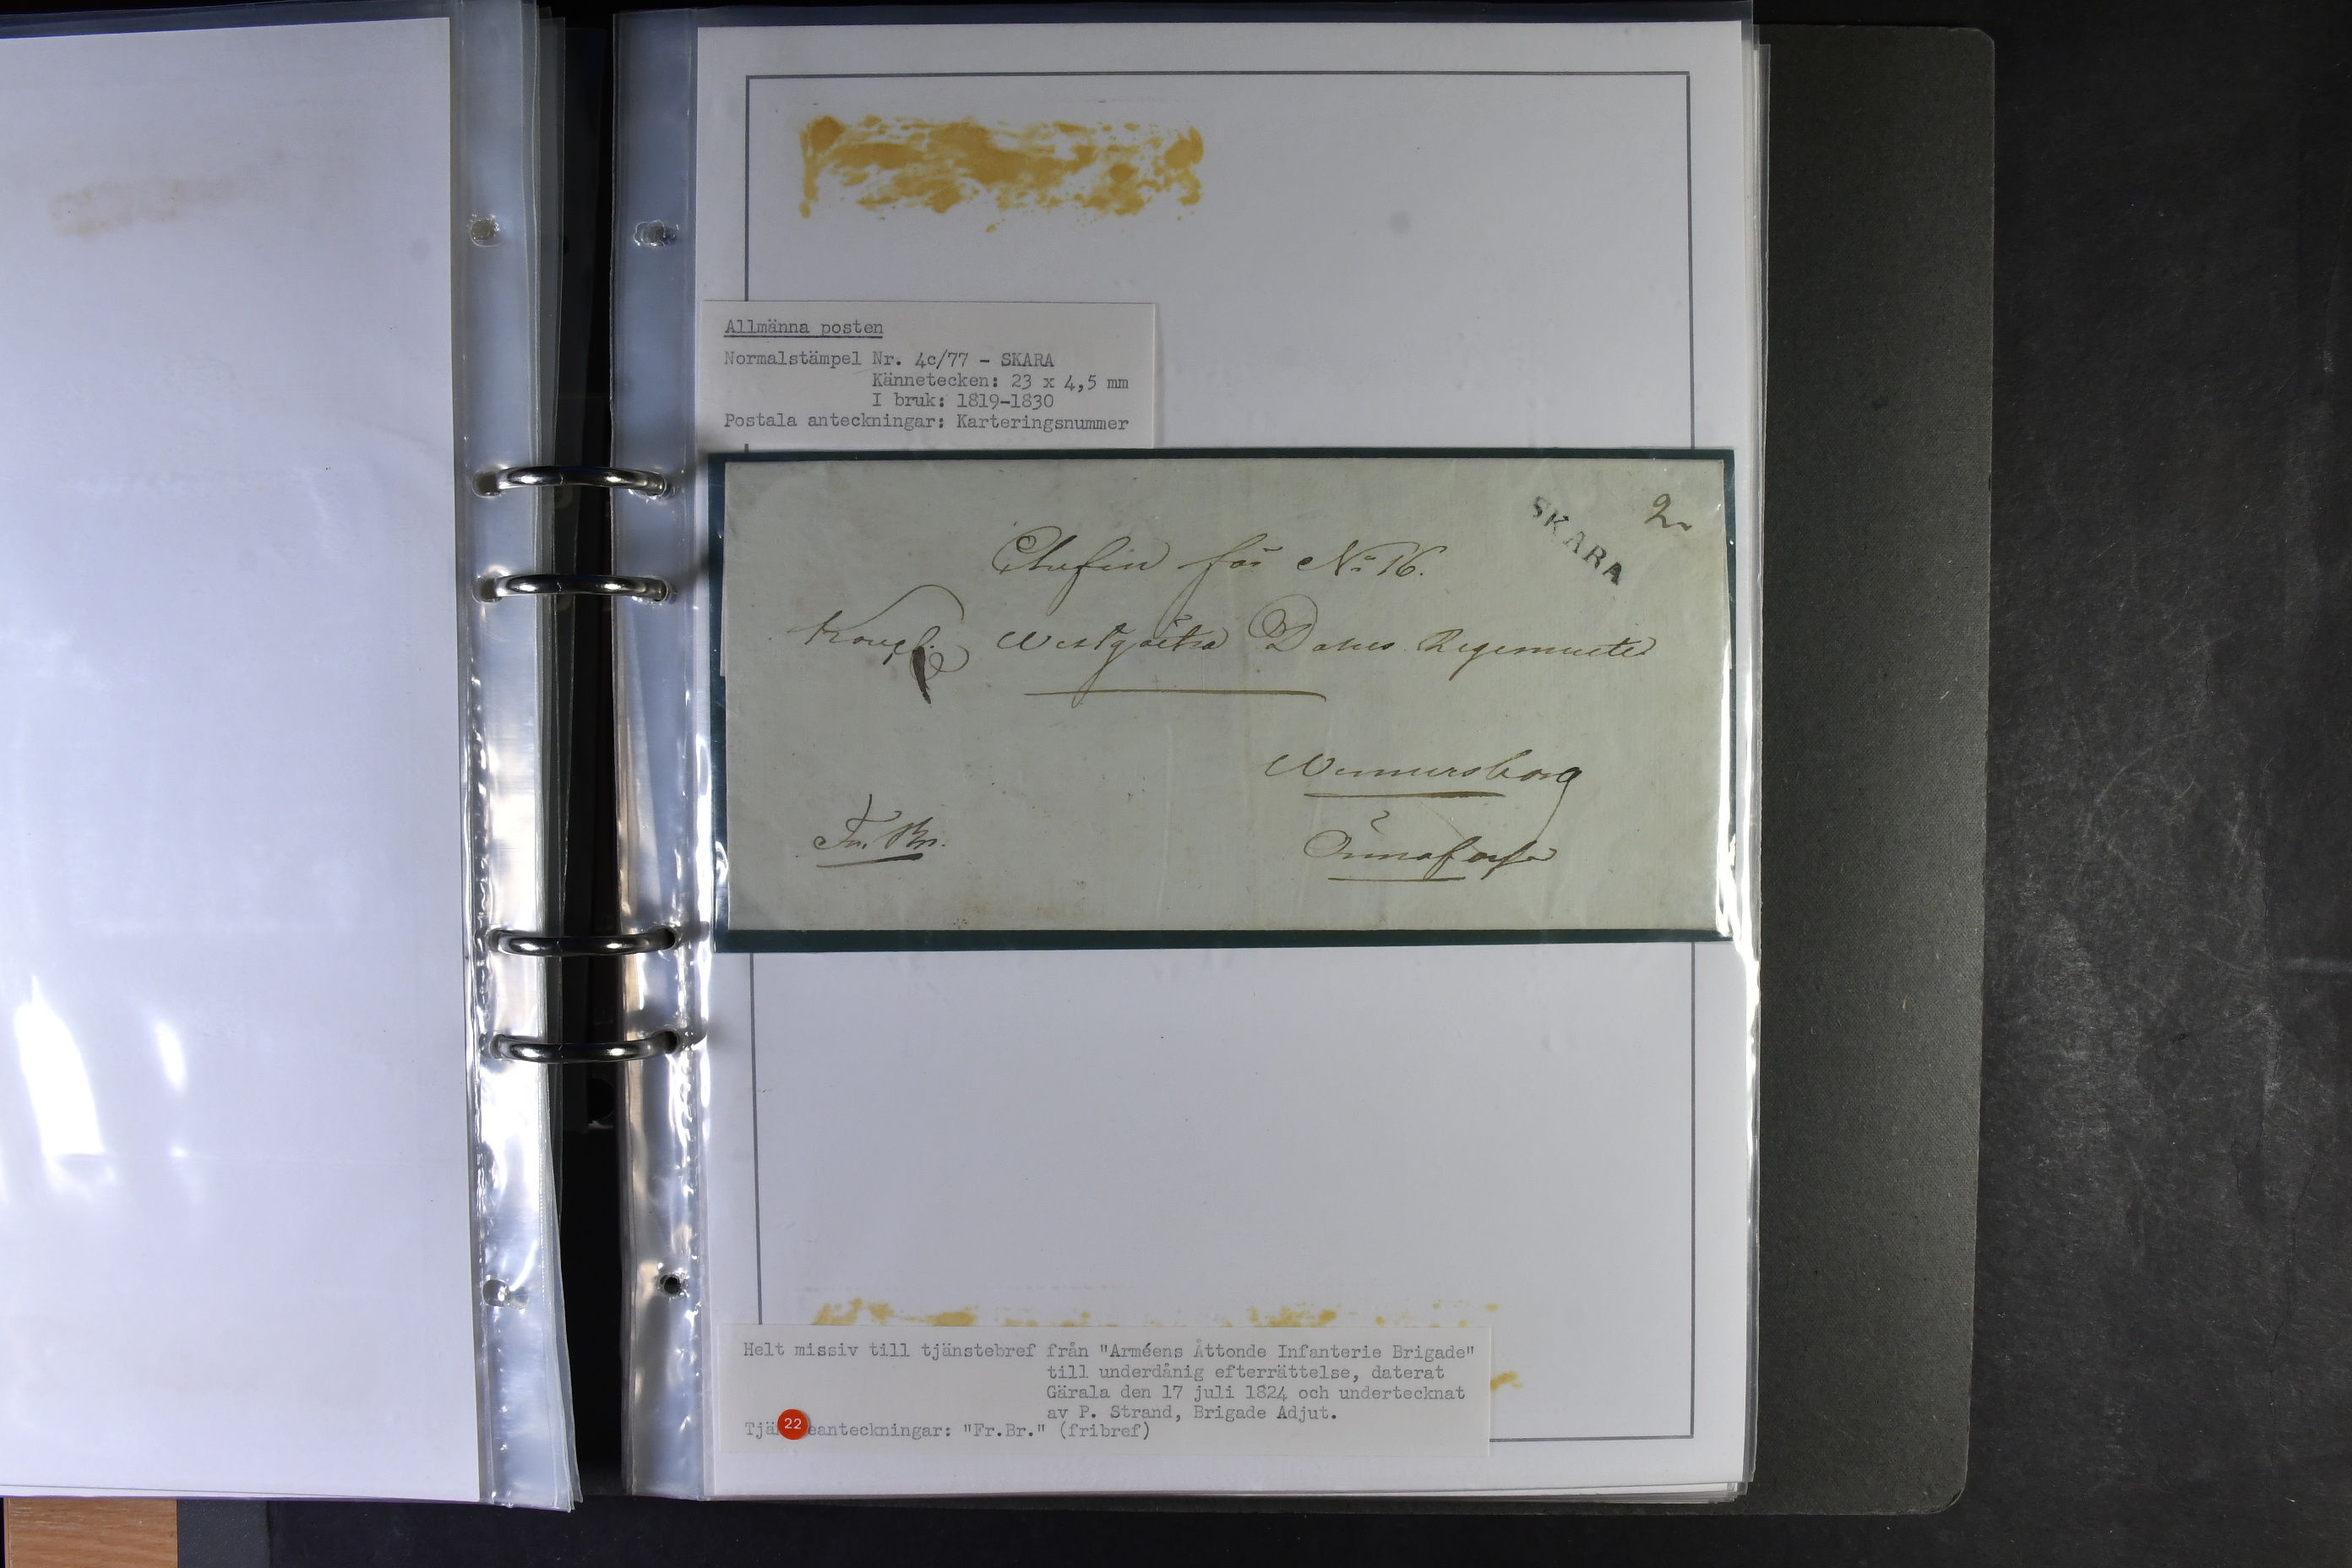 Allmänna posten
Normalstämpel Nr. 4c/77 - SKARA
Kännetecken: 23 x 4,5 mm
I bruk: 1819-1830
Postala anteckningar: Karteringsnummer
SKARA
2
Chefen för No 16.
Kongl. Westgötha Dahls Regemente
Wennersborg
Fr. Br.
Helt missiv till tjänstebref från "Arméens Åttonde Infanterie Brigade"
till underdånig efterrättelse, daterat
Gärala den 17 juli 1824 och undertecknat
av P. Strand, Brigade Adjut.
22
eanteckningar: "Fr.Br." (fribref)